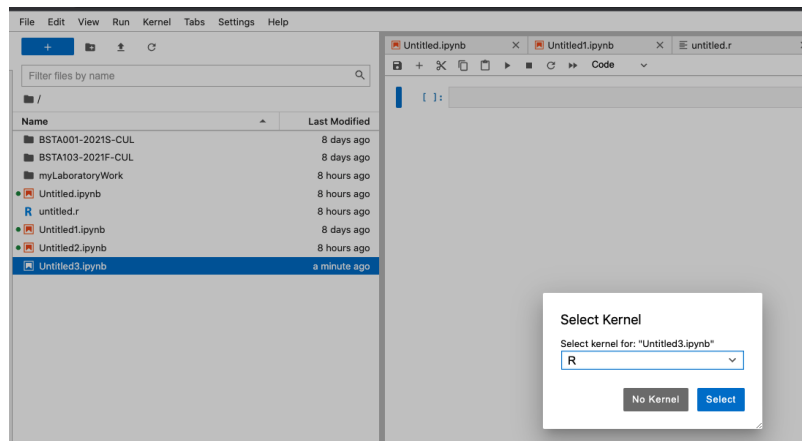 File Edit View Run Kernel Tabs Settings Help
+
Untitled.ipynb × Untitled1.ipynb × untitled.r
Filter files by name
Code
/
[ ]:
Name Last Modified
BSTA001-2021S-CUL 8 days ago
BSTA103-2021F-CUL 8 days ago
myLaboratoryWork 8 hours ago
Untitled.ipynb 8 hours ago
R untitled.r 8 hours ago
Untitled1.ipynb 8 days ago
Untitled2.ipynb 8 hours ago
Untitled3.ipynb a minute ago
Select Kernel
Select kernel for: "Untitled3.ipynb"
R
No Kernel Select